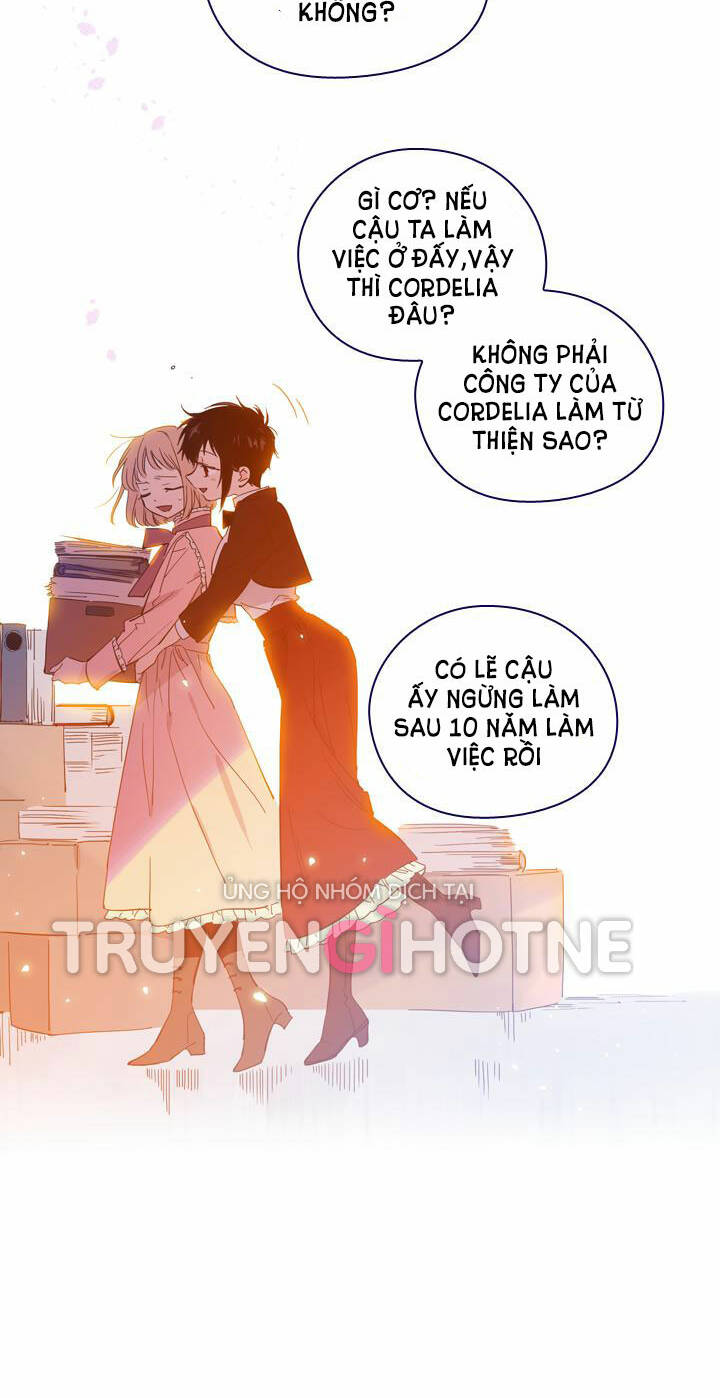 KHÔNG?
GÌ CƠ? NẾU
CẬU TA LÀM
VIỆC Ở ĐẤY,VẬY
THÌ CORDELIA
ĐÂU?
KHÔNG PHẢI
CÔNG TY CỦA
CORDELIA LÀM TỪ
THIỆN SAO?
CÓ LẼ CẬU
ẤY NGỪNG LÀM
SAU 10 NĂM LÀM
VIỆC RỒI
ỦNG HỘ NHÓM DỊCH TẠI
TRUYENGIHOTNE